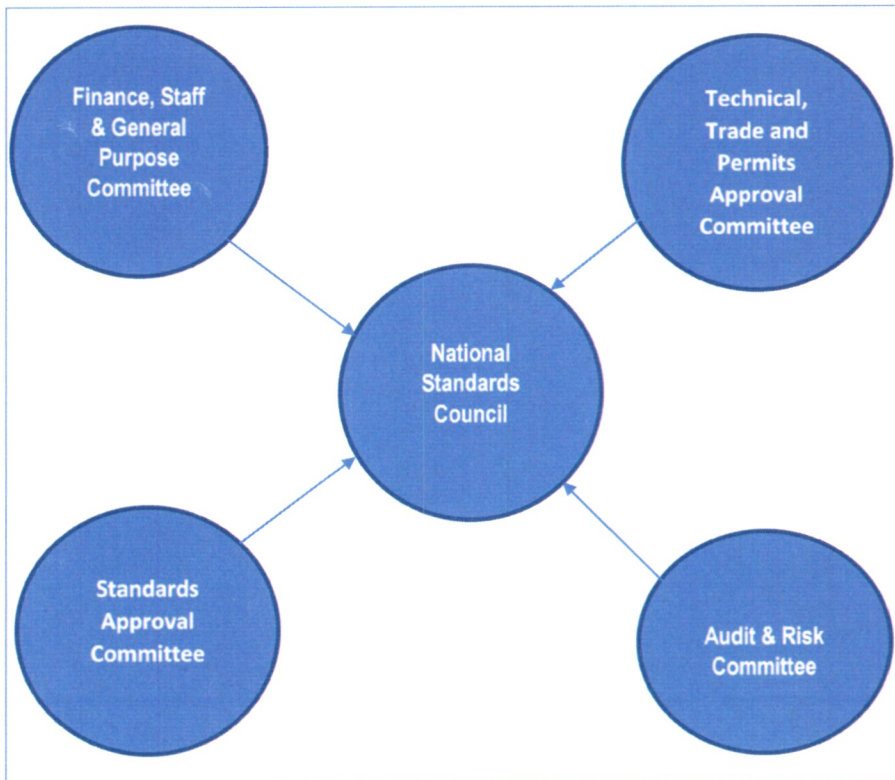 Finance, Staff
& General
Purpose
Committee
Technical,
Trade and
Permits
Approval
Committee
National
Standards
Council
Standards
Approval
Committee
Audit & Risk
Committee